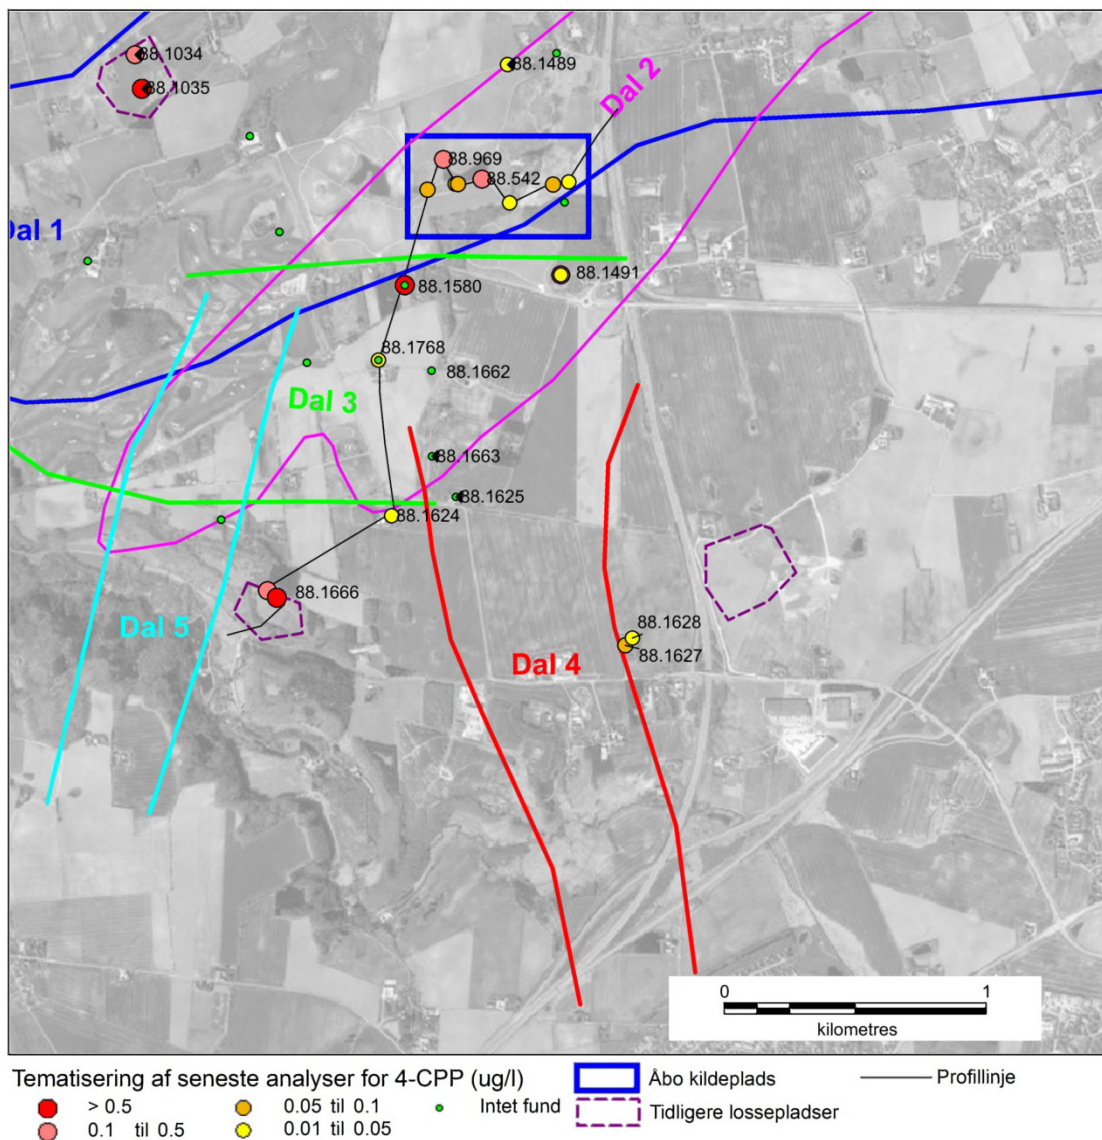 88.1034
88.1035
88.1489
Dal 2
88.969
88.542
Dal 1
88.1491
88.1580
88.1768
88.1662
Dal 3
88.1663
88.1625
88.1624
88.1666
Dal 5
88.1628
88.1627
Dal 4
0 1
kilometres
Tematisering af seneste analyser for 4-CPP (ug/l)
> 0.5
0.1 til 0.5
0.05 til 0.1
0.01 til 0.05
Intet fund
Åbo kildeplads
Tidligere lossepladser
Profillinje